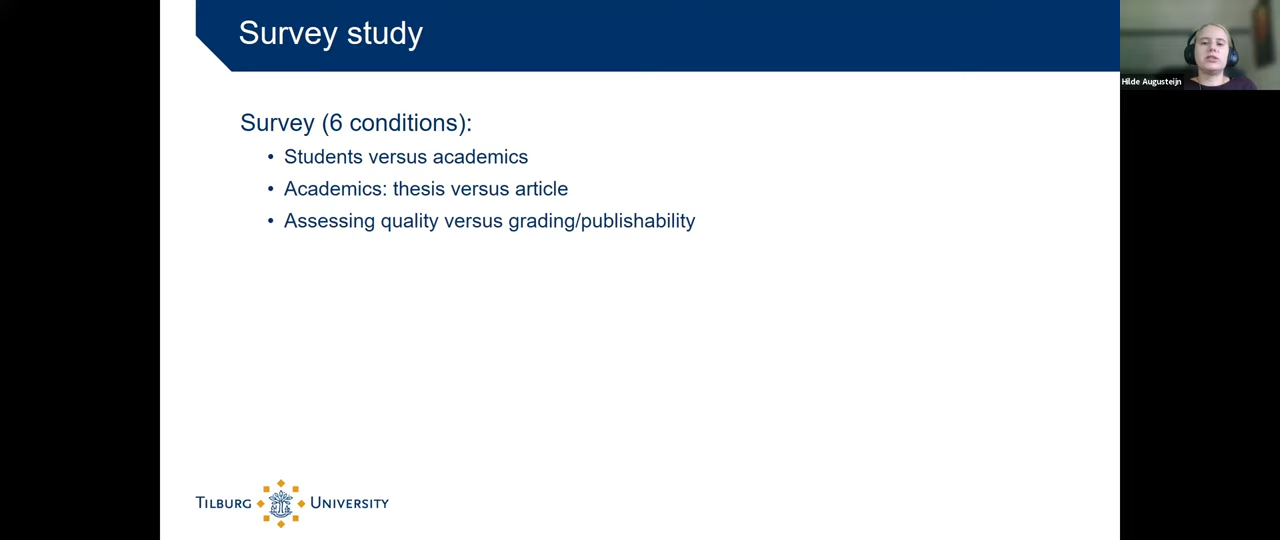 Survey study
Hilde Augusteijn
Survey (6 conditions):
• Students versus academics
• Academics: thesis versus article
• Assessing quality versus grading/publishability
TILBURG UNIVERSITY